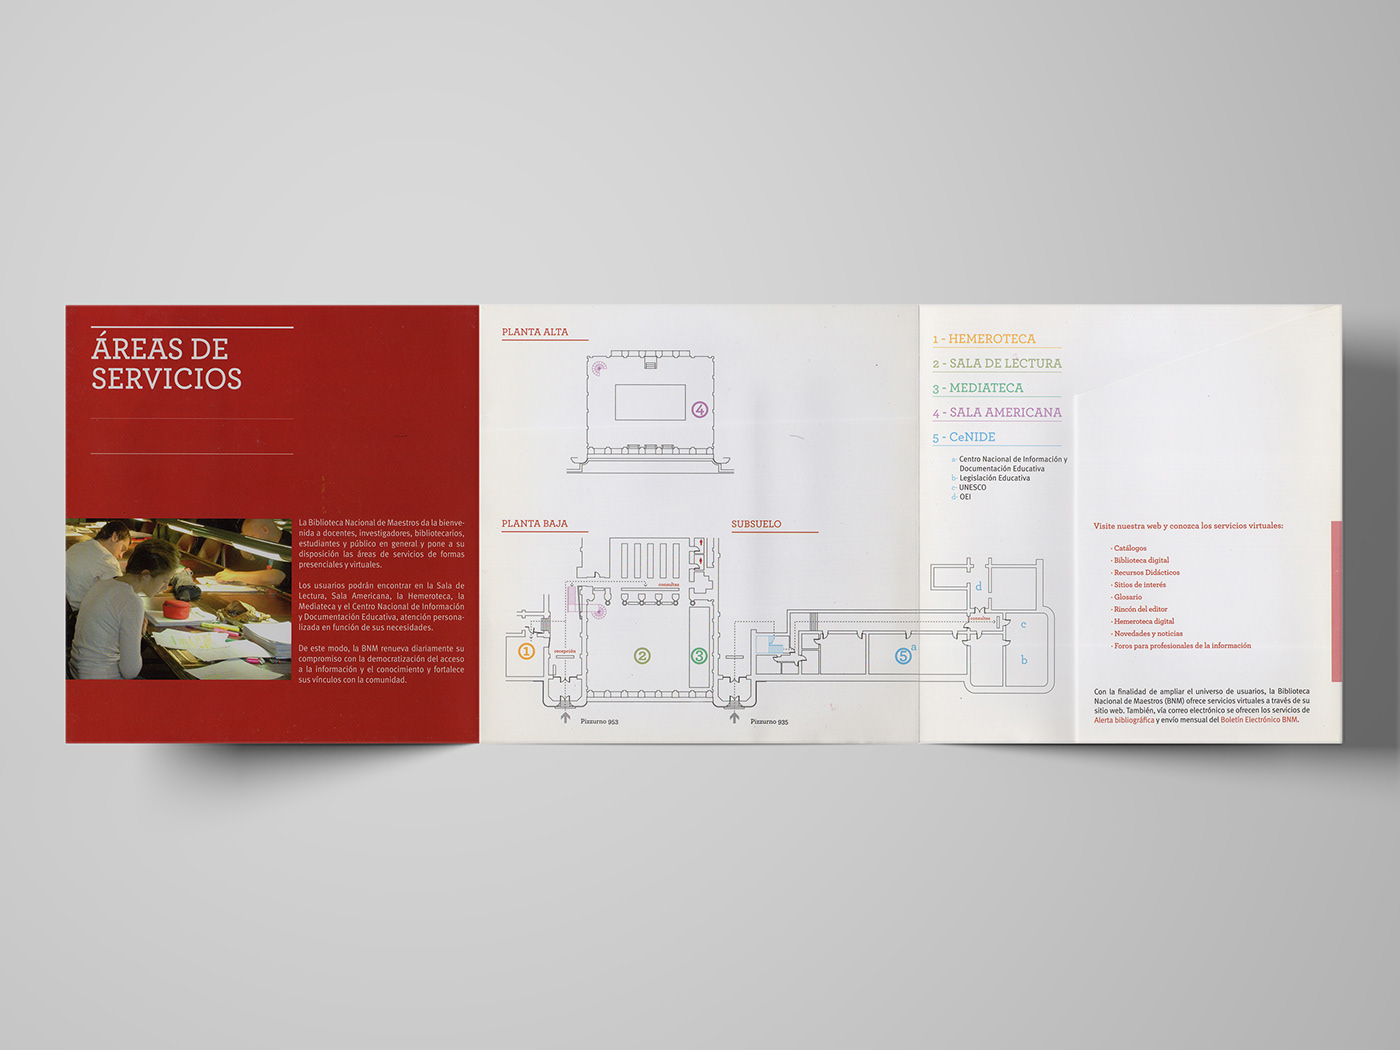 ÁREAS DE
SERVICIOS
La Biblioteca Nacional de Maestros da la bienve-
nida a docentes, investigadores, bibliotecarios,
estudiantes y público en general y pone a su
disposición las áreas de servicios de formas
presenciales y virtuales.
Los usuarios podrán encontrar en la Sala de
Lectura, Sala Americana, la Hemeroteca, la
Mediateca y el Centro Nacional de Información
y Documentación Educativa, atención persona-
lizada en función de sus necesidades.
De este modo, la BNM renueva diariamente su
compromiso con la democratización del acceso
a la información y el conocimiento y fortalece
sus vínculos con la comunidad.
PLANTA ALTA
4
PLANTA BAJA
consultas
recepción
1
2
3
Pizzurno 953
SUBSUELO
Pizzurno 935
5 a
consultas
d
c
b
1 - HEMEROTECA
2 - SALA DE LECTURA
3 - MEDIATECA
4 - SALA AMERICANA
5 - CeNIDE
a- Centro Nacional de Información y
Documentación Educativa
b- Legislación Educativa
c- UNESCO
d- OEI
Visite nuestra web y conozca los servicios virtuales:
· Catálogos
· Biblioteca digital
· Recursos Didácticos
· Sitios de interés
· Glosario
· Rincón del editor
· Hemeroteca digital
· Novedades y noticias
· Foros para profesionales de la información
Con la finalidad de ampliar el universo de usuarios, la Biblioteca
Nacional de Maestros (BNM) ofrece servicios virtuales a través de su
sitio web. También, vía correo electrónico se ofrecen los servicios de
Alerta bibliográfica y envío mensual del Boletín Electrónico BNM.